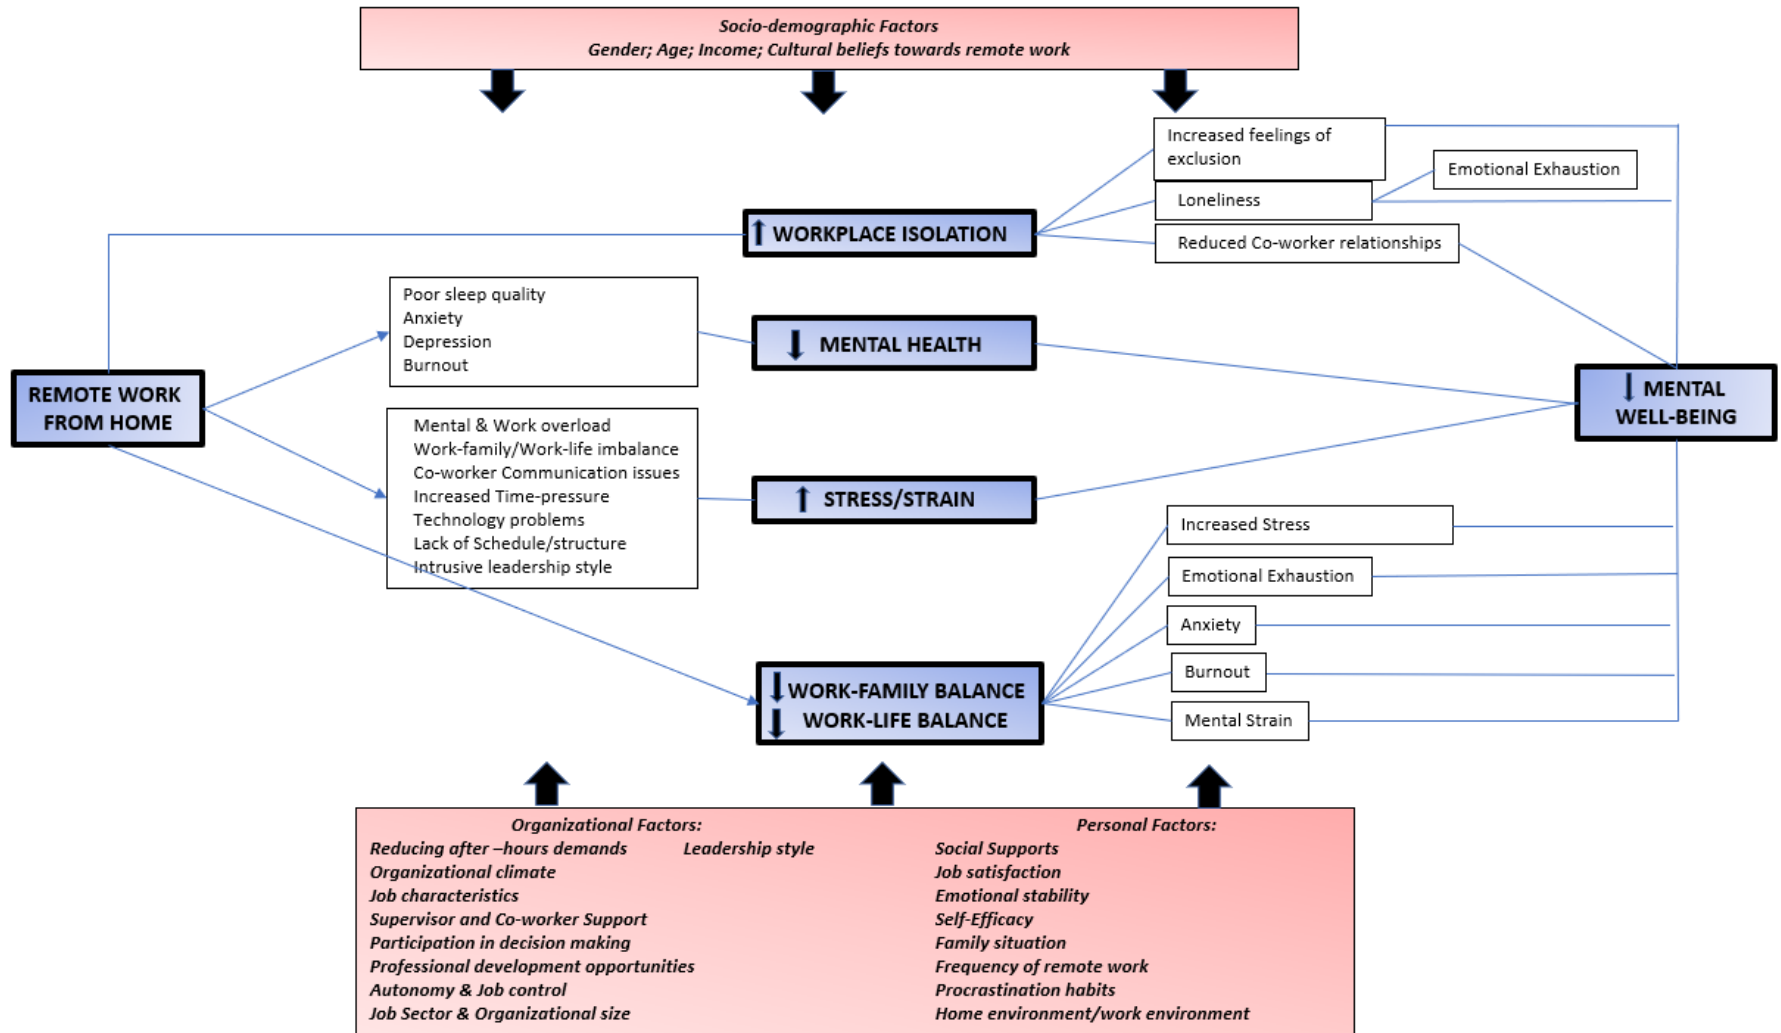 Socio-demographic Factors
Gender; Age; Income; Cultural beliefs towards remote work
Increased feelings of
exclusion
Emotional Exhaustion
Loneliness
WORKPLACE ISOLATION
Reduced Co-worker relationships
Poor sleep quality
Anxiety
Depression
Burnout
MENTAL HEALTH
REMOTE WORK
FROM HOME
MENTAL
WELL-BEING
Mental & Work overload
Work-family/Work-life imbalance
Co-worker Communication issues
Increased Time-pressure
Technology problems
Lack of Schedule/structure
Intrusive leadership style
STRESS/STRAIN
Increased Stress
Emotional Exhaustion
Anxiety
Burnout
Mental Strain
WORK-FAMILY BALANCE
WORK-LIFE BALANCE
Organizational Factors:
Reducing after –hours demands Leadership style
Organizational climate
Job characteristics
Supervisor and Co-worker Support
Participation in decision making
Professional development opportunities
Autonomy & Job control
Job Sector & Organizational size
Personal Factors:
Social Supports
Job satisfaction
Emotional stability
Self-Efficacy
Family situation
Frequency of remote work
Procrastination habits
Home environment/work environment